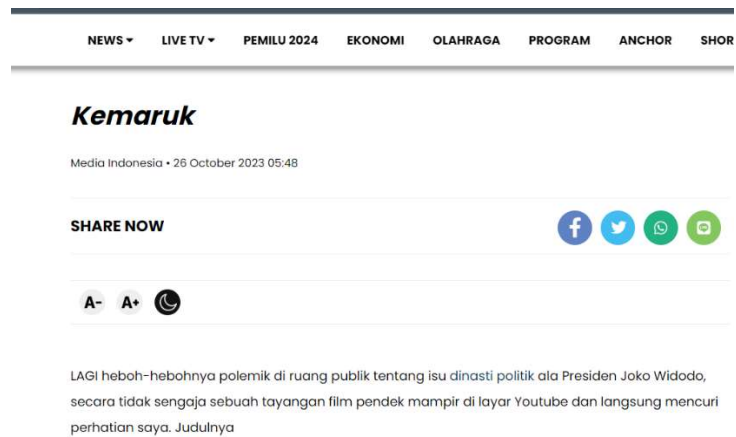 NEWS LIVE TV PEMILU 2024 EKONOMI OLAHRAGA PROGRAM ANCHOR SHOR
Kemaruk
Media Indonesia • 26 October 2023 05:48
SHARE NOW
A- A+
LAGI heboh-hebohnya polemik di ruang publik tentang isu dinasti politik ala Presiden Joko Widodo,
secara tidak sengaja sebuah tayangan film pendek mampir di layar Youtube dan langsung mencuri
perhatian saya. Judulnya